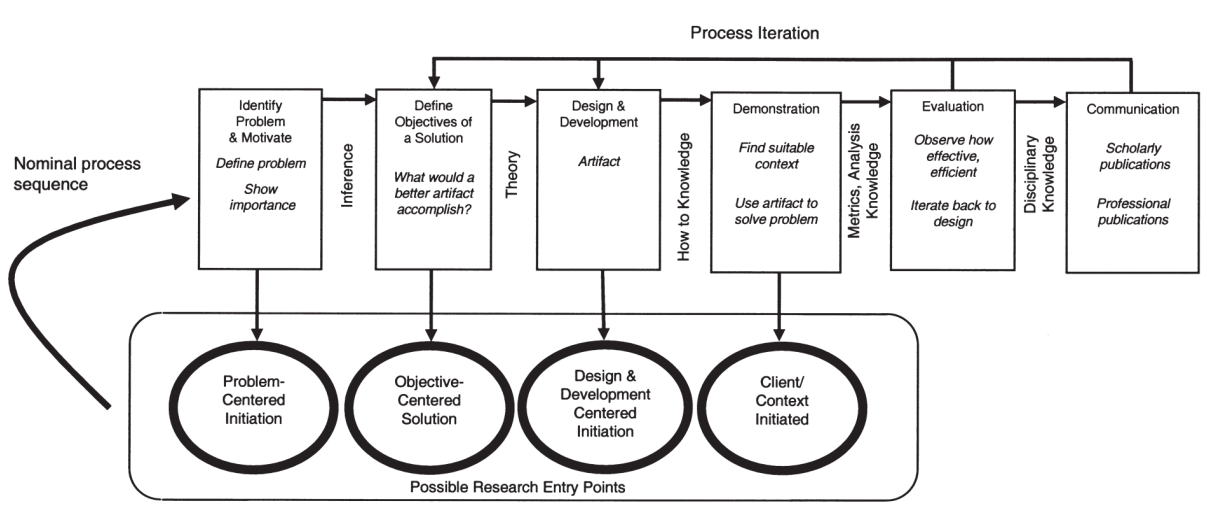 Process Iteration
Nominal process
sequence
Identify
Problem
& Motivate
Define problem
Show
importance
Inference
Define
Objectives of
a Solution
What would a
better artifact
accomplish?
Theory
Design &
Development
Artifact
How to Knowledge
Demonstration
Find suitable
context
Use artifact to
solve problem
Metrics, Analysis
Knowledge
Evaluation
Observe how
effective,
efficient
Iterate back to
design
Disciplinary
Knowledge
Communication
Scholarly
publications
Professional
publications
Problem-
Centered
Initiation
Objective-
Centered
Solution
Design &
Development
Centered
Initiation
Client/
Context
Initiated
Possible Research Entry Points